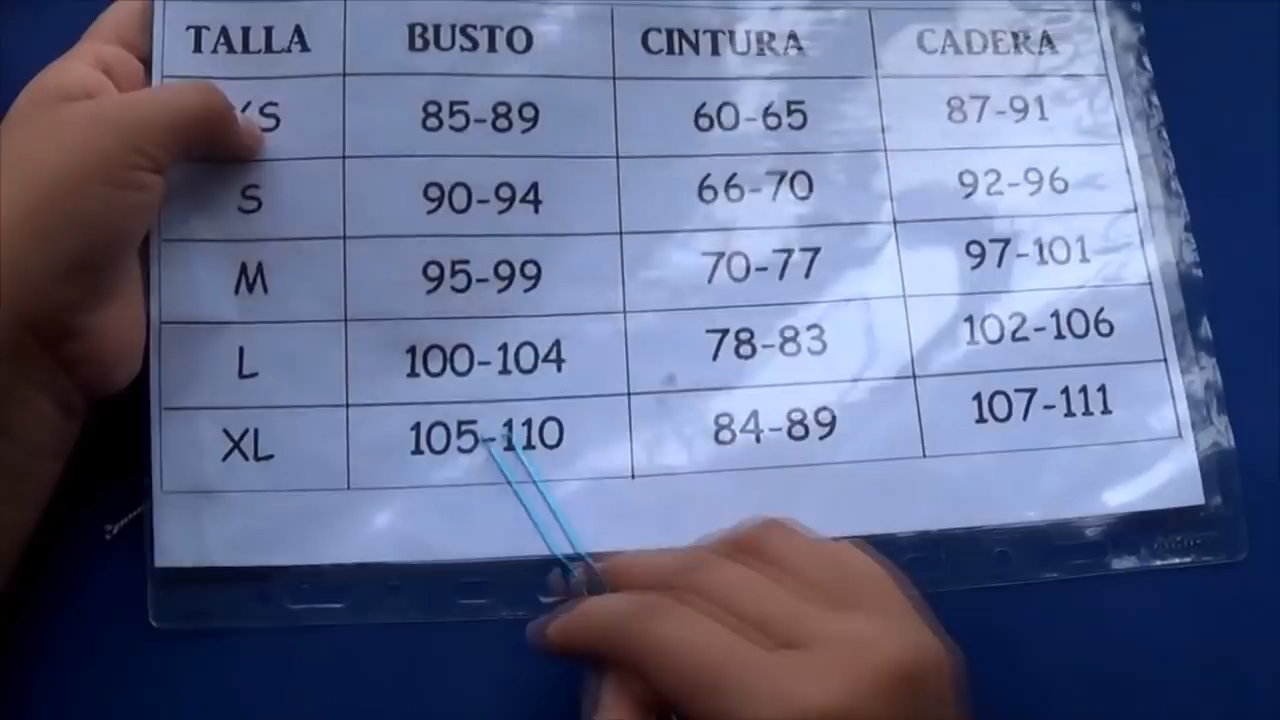 TALLA BUSTO CINTURA CADERA
XS 85-89 60-65 87-91
S 90-94 66-70 92-96
M 95-99 70-77 97-101
L 100-104 78-83 102-106
XL 105-110 84-89 107-111